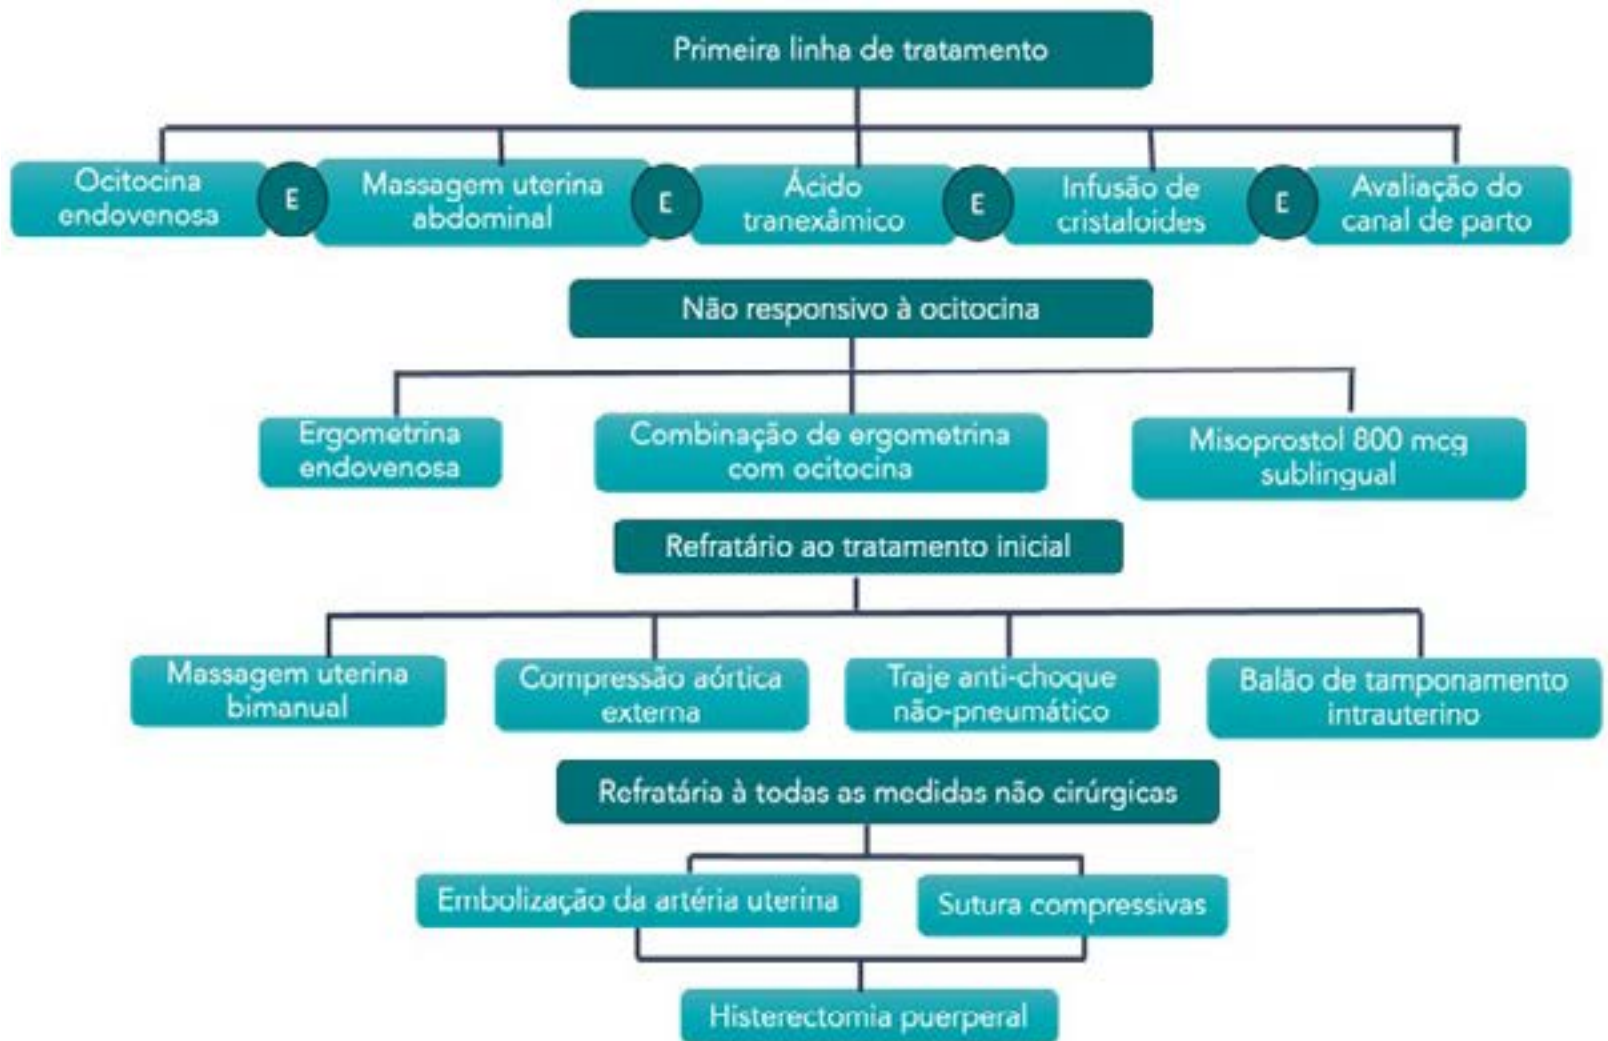 Primeira linha de tratamento
Ocitocina
endovenosa
E
Massagem uterina
abdominal
E
Ácido
tranexâmico
E
Infusão de
cristaloides
E
Avaliação do
canal de parto
Não responsivo à ocitocina
Ergometrina
endovenosa
Combinação de ergometrina
com ocitocina
Misoprostol 800 mcg
sublingual
Refratário ao tratamento inicial
Massagem uterina
bimanual
Compressão aórtica
externa
Traje anti-choque
não-pneumático
Balão de tamponamento
intrauterino
Refratária à todas as medidas não cirúrgicas
Embolização da artéria uterina
Sutura compressivas
Histerectomia puerperal